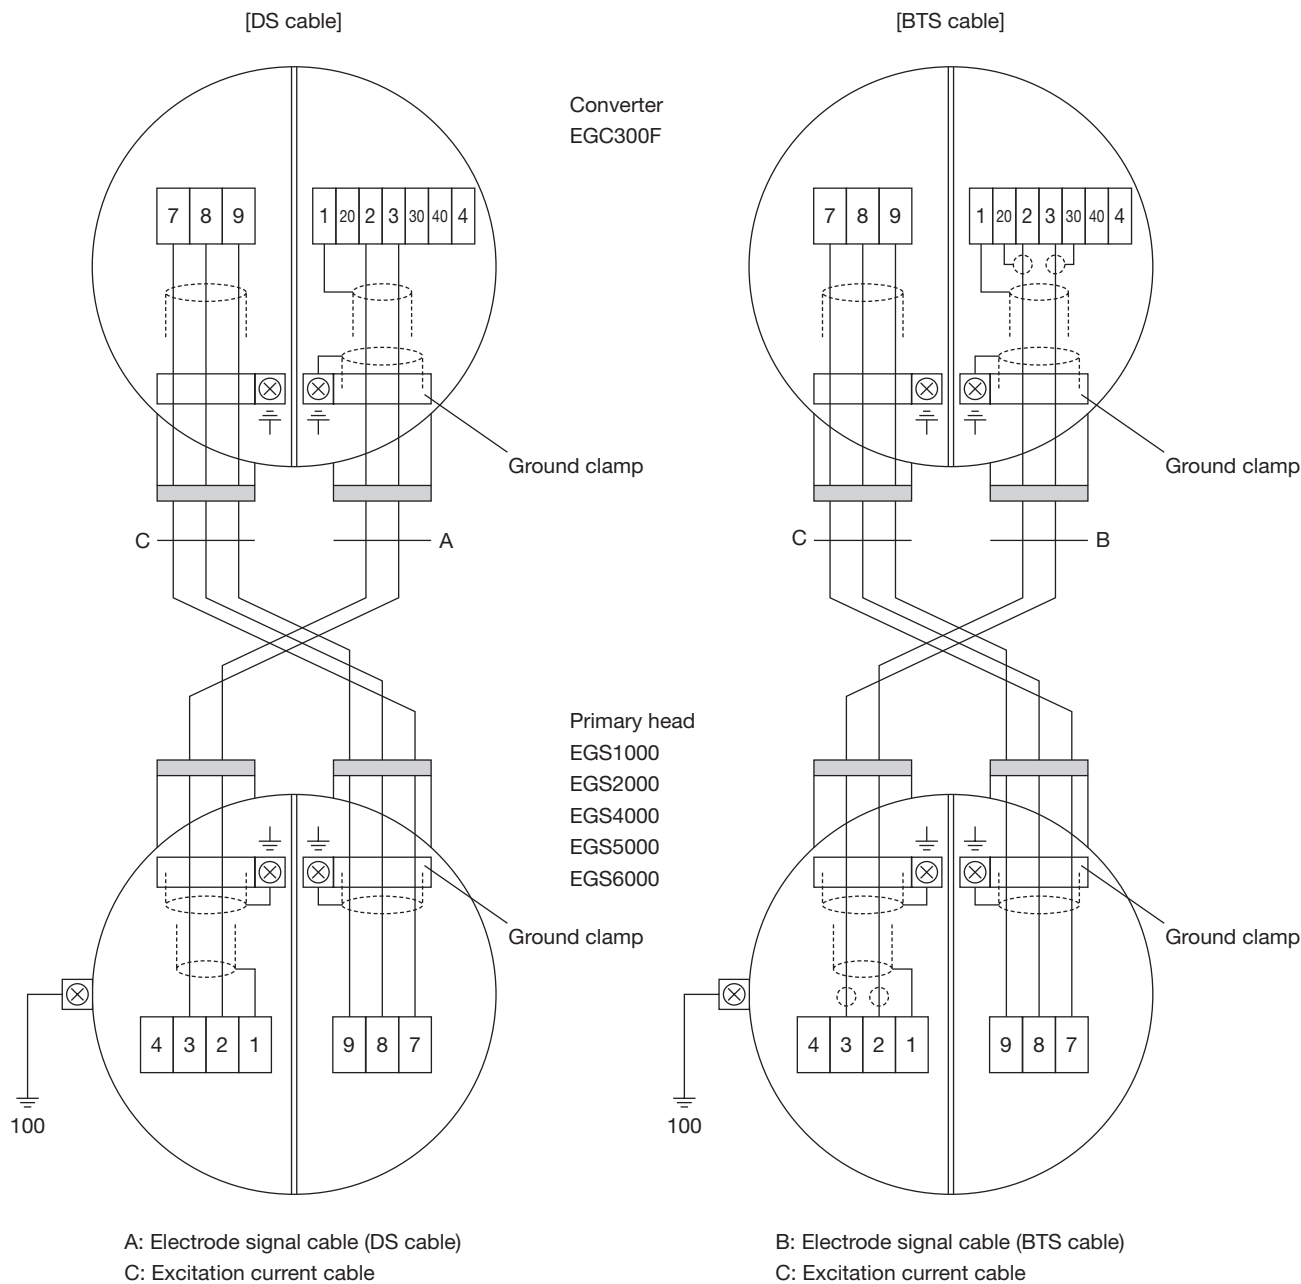 [DS cable]
[BTS cable]
Converter
EGC300F
7 8 9
1 20 2 3 30 40 4
7 8 9
1 20 2 3 30 40 4
Ground clamp
Ground clamp
C
A
C
B
Primary head
EGS1000
EGS2000
EGS4000
EGS5000
EGS6000
Ground clamp
Ground clamp
4 3 2 1
9 8 7
4 3 2 1
9 8 7
100
100
A: Electrode signal cable (DS cable)
C: Excitation current cable
B: Electrode signal cable (BTS cable)
C: Excitation current cable